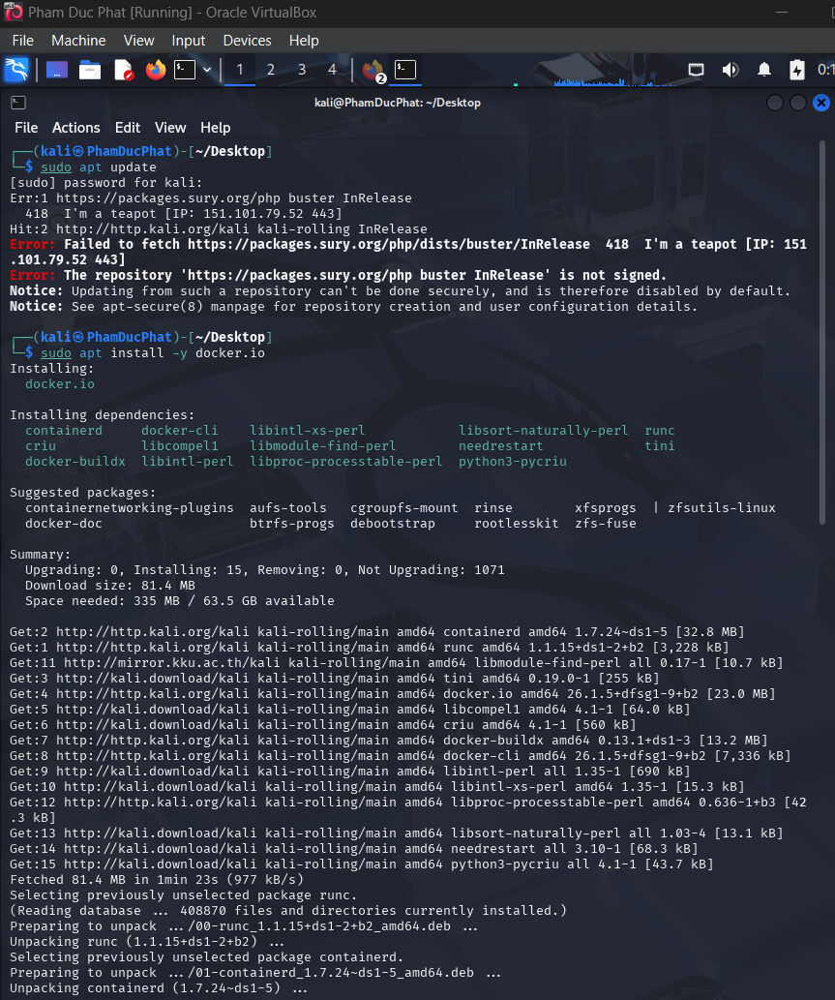 Pham Duc Phat [Running] - Oracle VirtualBox
File Machine View Input Devices Help
1 2 3 4 2 0:1
kali@PhamDucPhat: ~/Desktop
File Actions Edit View Help
┌──(kali㉿PhamDucPhat)-[~/Desktop]
└─$ sudo apt update
[sudo] password for kali:
Err:1 https://packages.sury.org/php buster InRelease
  418  I'm a teapot [IP: 151.101.79.52 443]
Hit:2 http://http.kali.org/kali kali-rolling InRelease
Error: Failed to fetch https://packages.sury.org/php/dists/buster/InRelease  418  I'm a teapot [IP: 151
.101.79.52 443]
Error: The repository 'https://packages.sury.org/php buster InRelease' is not signed.
Notice: Updating from such a repository can't be done securely, and is therefore disabled by default.
Notice: See apt-secure(8) manpage for repository creation and user configuration details.
┌──(kali㉿PhamDucPhat)-[~/Desktop]
└─$ sudo apt install -y docker.io
Installing:
  docker.io
Installing dependencies:
  containerd     docker-cli    libintl-xs-perl            libsort-naturally-perl  runc
  criu           libcompel1    libmodule-find-perl        needrestart             tini
  docker-buildx  libintl-perl  libproc-processtable-perl  python3-pycriu
Suggested packages:
  containernetworking-plugins  aufs-tools   cgroupfs-mount  rinse        xfsprogs  | zfsutils-linux
  docker-doc                   btrfs-progs  debootstrap     rootlesskit  zfs-fuse
Summary:
  Upgrading: 0, Installing: 15, Removing: 0, Not Upgrading: 1071
  Download size: 81.4 MB
  Space needed: 335 MB / 63.5 GB available
Get:2 http://http.kali.org/kali kali-rolling/main amd64 containerd amd64 1.7.24~ds1-5 [32.8 MB]
Get:1 http://http.kali.org/kali kali-rolling/main amd64 runc amd64 1.1.15+ds1-2+b2 [3,228 kB]
Get:11 http://mirror.kku.ac.th/kali kali-rolling/main amd64 libmodule-find-perl all 0.17-1 [10.7 kB]
Get:3 http://kali.download/kali kali-rolling/main amd64 tini amd64 0.19.0-1 [255 kB]
Get:4 http://http.kali.org/kali kali-rolling/main amd64 docker.io amd64 26.1.5+dfsg1-9+b2 [23.0 MB]
Get:5 http://kali.download/kali kali-rolling/main amd64 libcompel1 amd64 4.1-1 [64.0 kB]
Get:6 http://kali.download/kali kali-rolling/main amd64 criu amd64 4.1-1 [560 kB]
Get:7 http://http.kali.org/kali kali-rolling/main amd64 docker-buildx amd64 0.13.1+ds1-3 [13.2 MB]
Get:8 http://http.kali.org/kali kali-rolling/main amd64 docker-cli amd64 26.1.5+dfsg1-9+b2 [7,336 kB]
Get:9 http://kali.download/kali kali-rolling/main amd64 libintl-perl all 1.35-1 [690 kB]
Get:10 http://kali.download/kali kali-rolling/main amd64 libintl-xs-perl amd64 1.35-1 [15.3 kB]
Get:12 http://http.kali.org/kali kali-rolling/main amd64 libproc-processtable-perl amd64 0.636-1+b3 [42
.3 kB]
Get:13 http://kali.download/kali kali-rolling/main amd64 libsort-naturally-perl all 1.03-4 [13.1 kB]
Get:14 http://kali.download/kali kali-rolling/main amd64 needrestart all 3.10-1 [68.3 kB]
Get:15 http://kali.download/kali kali-rolling/main amd64 python3-pycriu all 4.1-1 [43.7 kB]
Fetched 81.4 MB in 1min 23s (977 kB/s)
Selecting previously unselected package runc.
(Reading database ... 408870 files and directories currently installed.)
Preparing to unpack .../00-runc_1.1.15+ds1-2+b2_amd64.deb ...
Unpacking runc (1.1.15+ds1-2+b2) ...
Selecting previously unselected package containerd.
Preparing to unpack .../01-containerd_1.7.24~ds1-5_amd64.deb ...
Unpacking containerd (1.7.24~ds1-5) ...